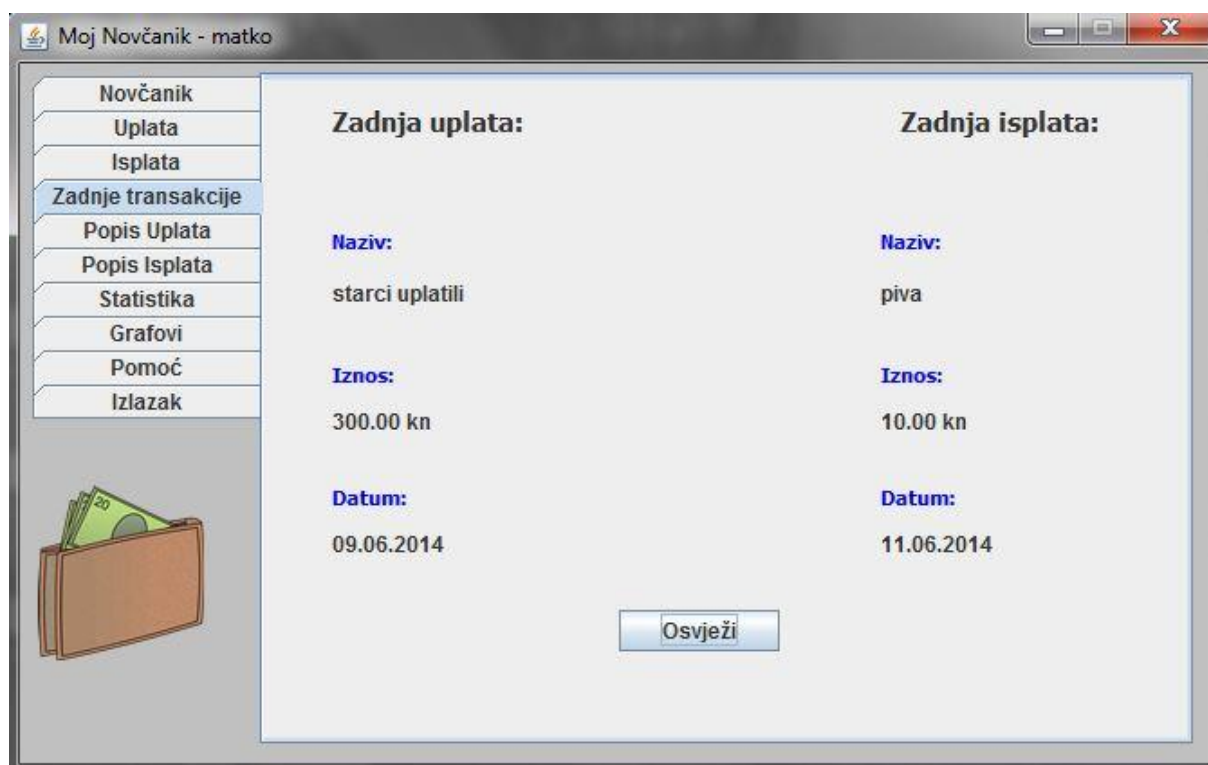 Moj Novčanik - matko
Novčanik
Uplata
Isplata
Zadnje transakcije
Popis Uplata
Popis Isplata
Statistika
Grafovi
Pomoć
Izlazak
20
Zadnja uplata:
Naziv:
starci uplatili
Iznos:
300.00 kn
Datum:
09.06.2014
Zadnja isplata:
Naziv:
piva
Iznos:
10.00 kn
Datum:
11.06.2014
Osvježi